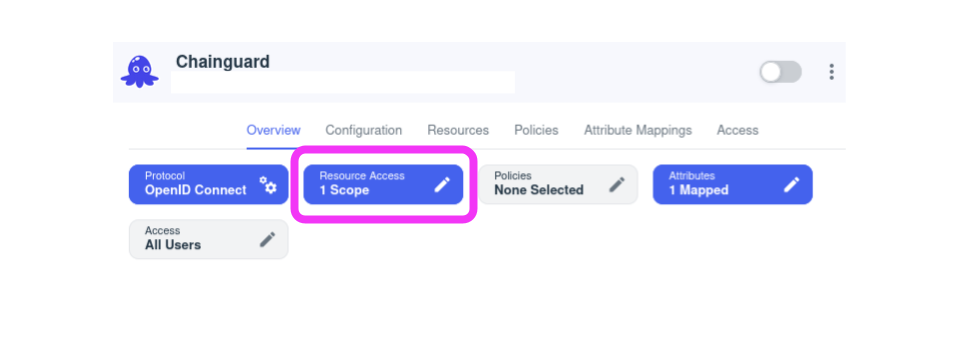 Chainguard
Overview Configuration Resources Policies Attribute Mappings Access
Protocol
OpenID Connect
Resource Access
1 Scope
Policies
None Selected
Attributes
1 Mapped
Access
All Users